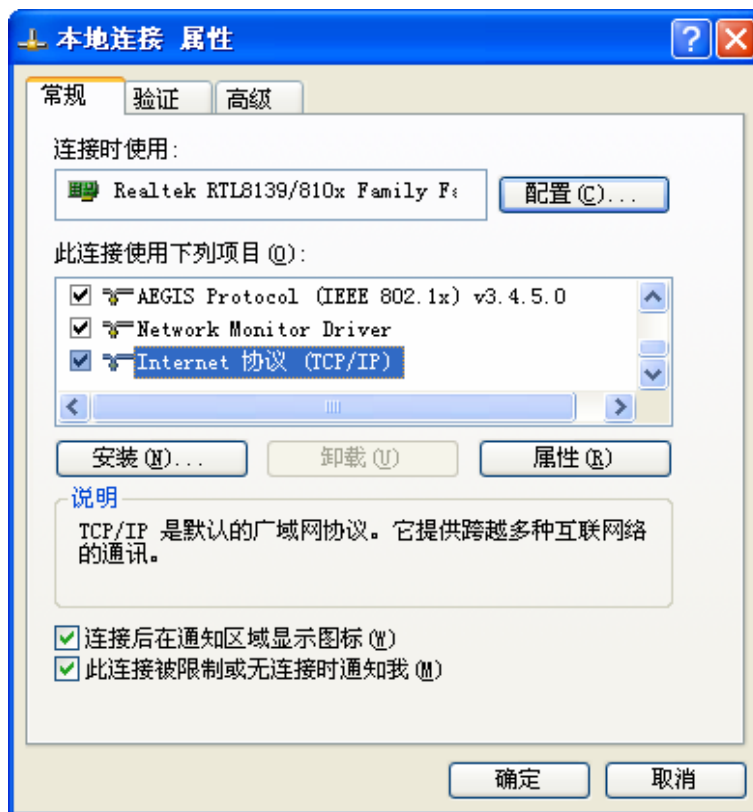 本地连接 属性
常规 验证 高级
连接时使用:
Realtek RTL8139/810x Family Fa
配置(C)...
此连接使用下列项目(O):
AEGIS Protocol (IEEE 802.1x) v3.4.5.0
Network Monitor Driver
Internet 协议 (TCP/IP)
安装(N)... 卸载(U) 属性(R)
说明
TCP/IP 是默认的广域网协议。它提供跨越多种互联网络
的通讯。
连接后在通知区域显示图标(W)
此连接被限制或无连接时通知我(M)
确定 取消